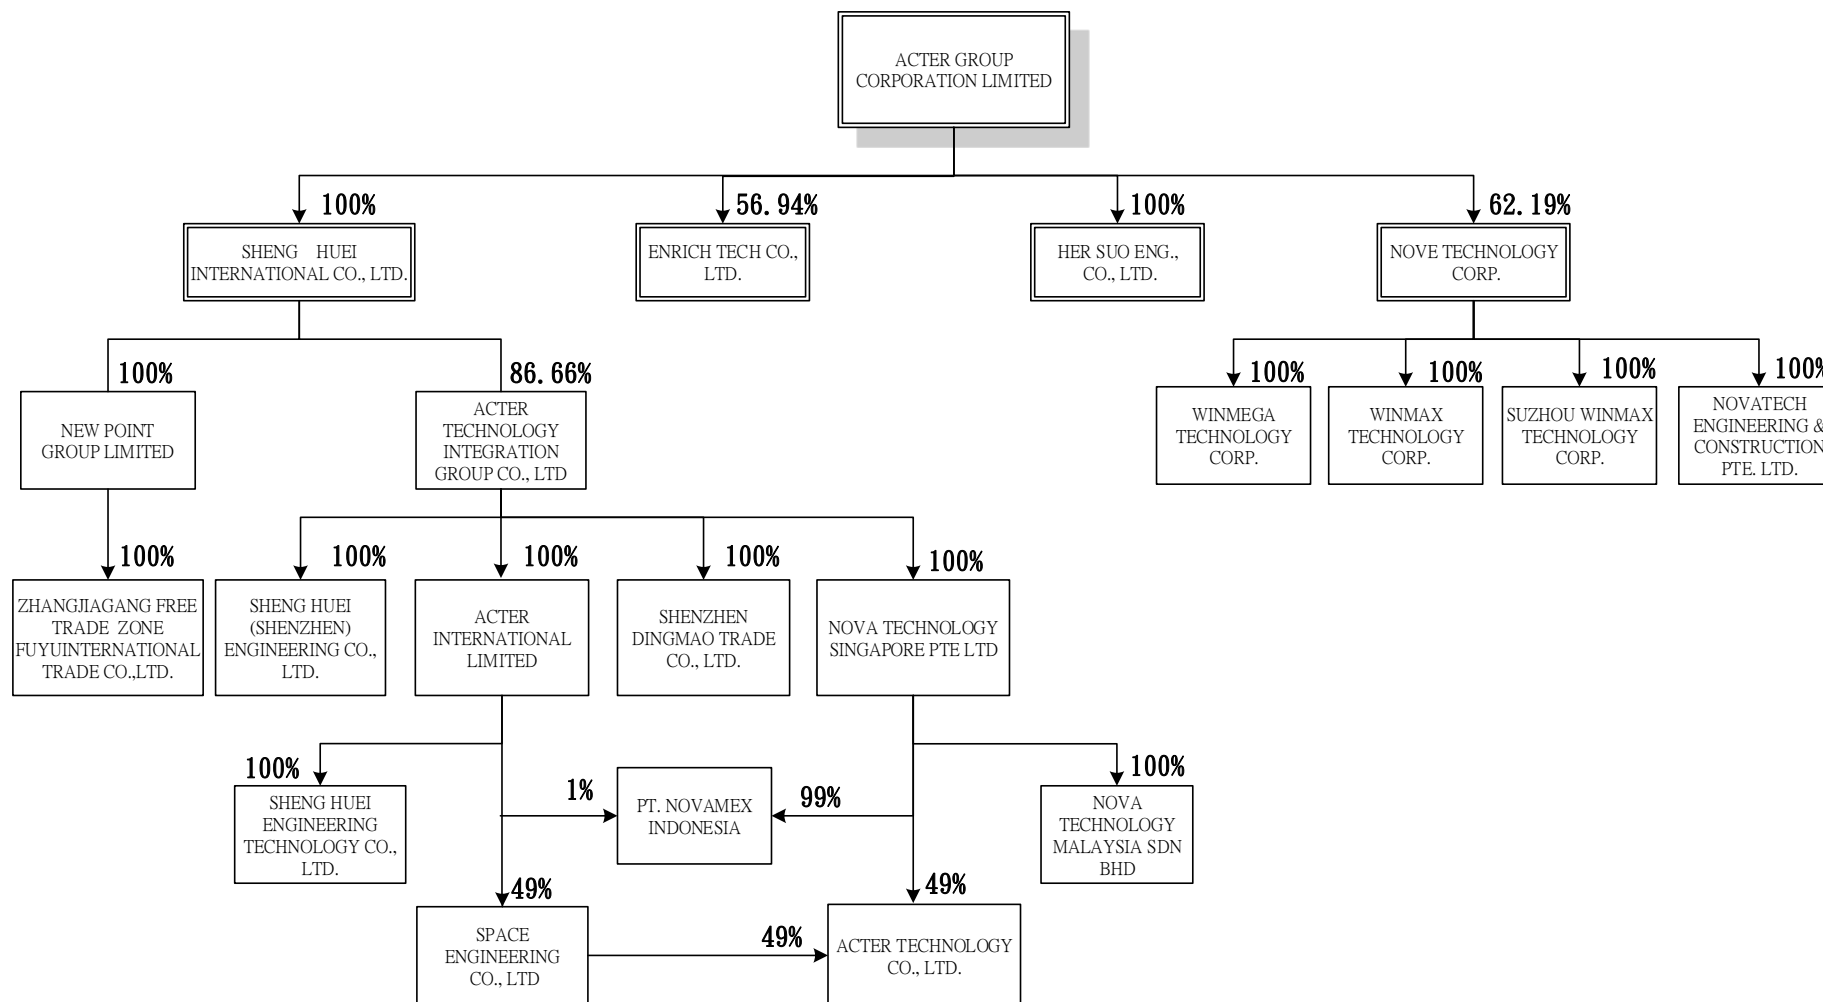 ACTER GROUP
CORPORATION LIMITED
100%
56.94%
100%
62.19%
SHENG HUEI
INTERNATIONAL CO., LTD.
ENRICH TECH CO.,
LTD.
HER SUO ENG.,
CO., LTD.
NOVE TECHNOLOGY
CORP.
100%
86.66%
100%
100%
100%
100%
NEW POINT
GROUP LIMITED
ACTER
TECHNOLOGY
INTEGRATION
GROUP CO., LTD
WINMEGA
TECHNOLOGY
CORP.
WINMAX
TECHNOLOGY
CORP.
SUZHOU WINMAX
TECHNOLOGY
CORP.
NOVATECH
ENGINEERING &
CONSTRUCTION
PTE. LTD.
100%
100%
100%
100%
100%
ZHANGJIAGANG FREE
TRADE ZONE
FUYUINTERNATIONAL
TRADE CO.,LTD.
SHENG HUEI
(SHENZHEN)
ENGINEERING CO.,
LTD.
ACTER
INTERNATIONAL
LIMITED
SHENZHEN
DINGMAO TRADE
CO., LTD.
NOVA TECHNOLOGY
SINGAPORE PTE LTD
100%
1%
99%
100%
SHENG HUEI
ENGINEERING
TECHNOLOGY CO.,
LTD.
PT. NOVAMEX
INDONESIA
NOVA
TECHNOLOGY
MALAYSIA SDN
BHD
49%
49%
SPACE
ENGINEERING
CO., LTD
49%
ACTER TECHNOLOGY
CO., LTD.